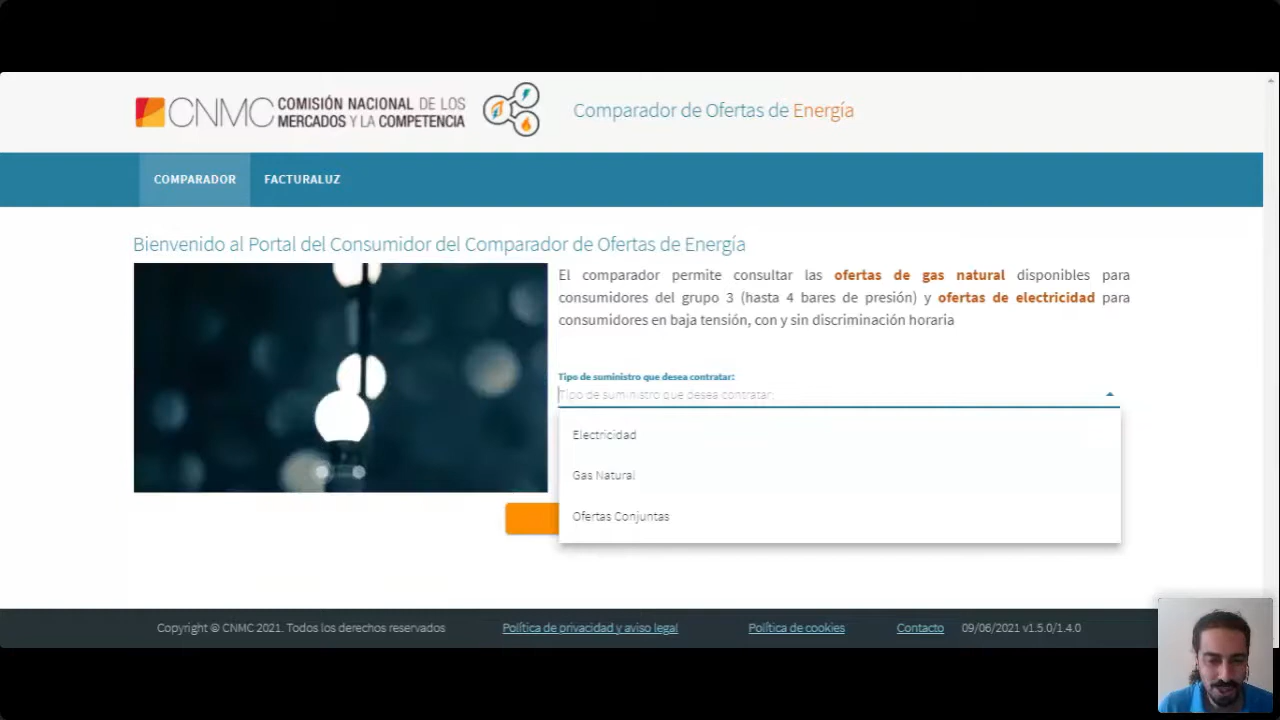 CNMC COMISIÓN NACIONAL DE LOS
MERCADOS Y LA COMPETENCIA
Comparador de Ofertas de Energía
COMPARADOR FACTURALUZ
Bienvenido al Portal del Consumidor del Comparador de Ofertas de Energía
El comparador permite consultar las ofertas de gas natural disponibles para
consumidores del grupo 3 (hasta 4 bares de presión) y ofertas de electricidad para
consumidores en baja tensión, con y sin discriminación horaria
Tipo de suministro que desea contratar:
Tipo de suministro que desea contratar:
Electricidad
Gas Natural
Ofertas Conjuntas
Copyright © CNMC 2021. Todos los derechos reservados Política de privacidad y aviso legal Política de cookies Contacto 09/06/2021 v1.5.0/1.4.0